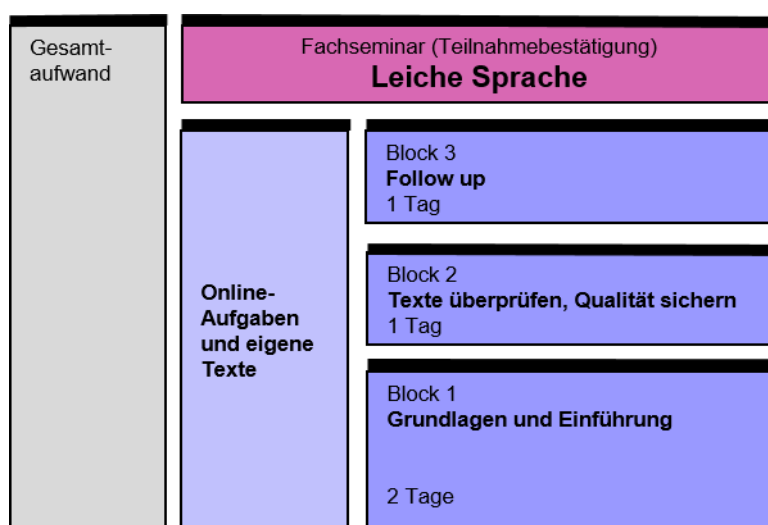 Gesamt-
aufwand
Fachseminar (Teilnahmebestätigung)
Leiche Sprache
Online-
Aufgaben
und eigene
Texte
Block 3
Follow up
1 Tag
Block 2
Texte überprüfen, Qualität sichern
1 Tag
Block 1
Grundlagen und Einführung
2 Tage